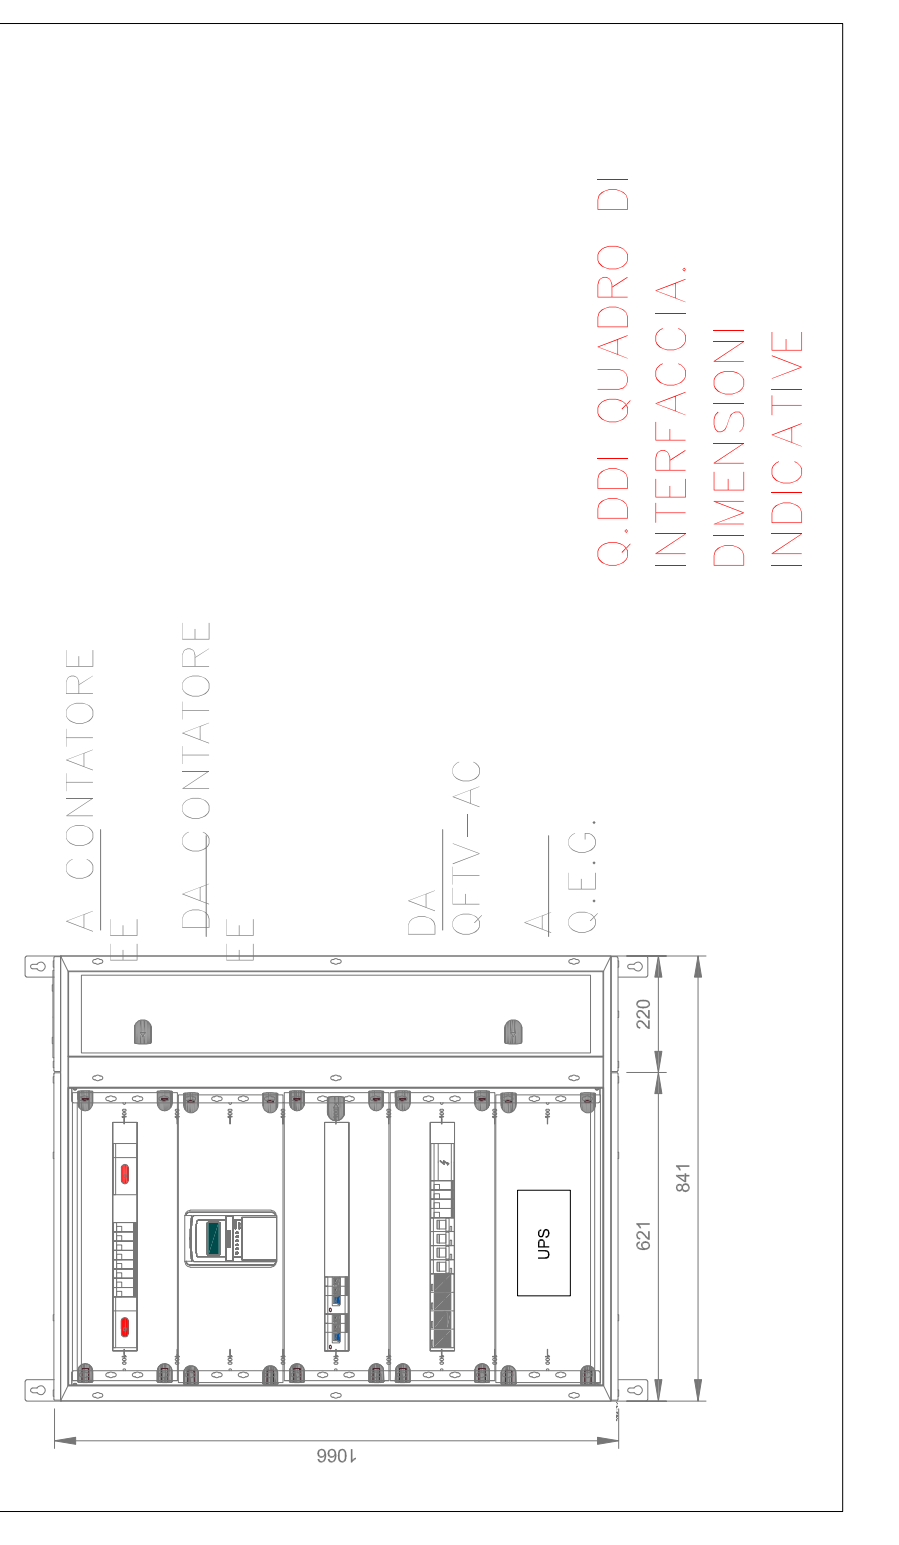 Q.DDI QUADRO DI
INTERFACCIA.
DIMENSIONI
INDICATIVE
A CONTATORE
EE
DA CONTATORE
EE
DA
QFTV-AC
A
Q.E.G.
220
621
841
1066
UPS